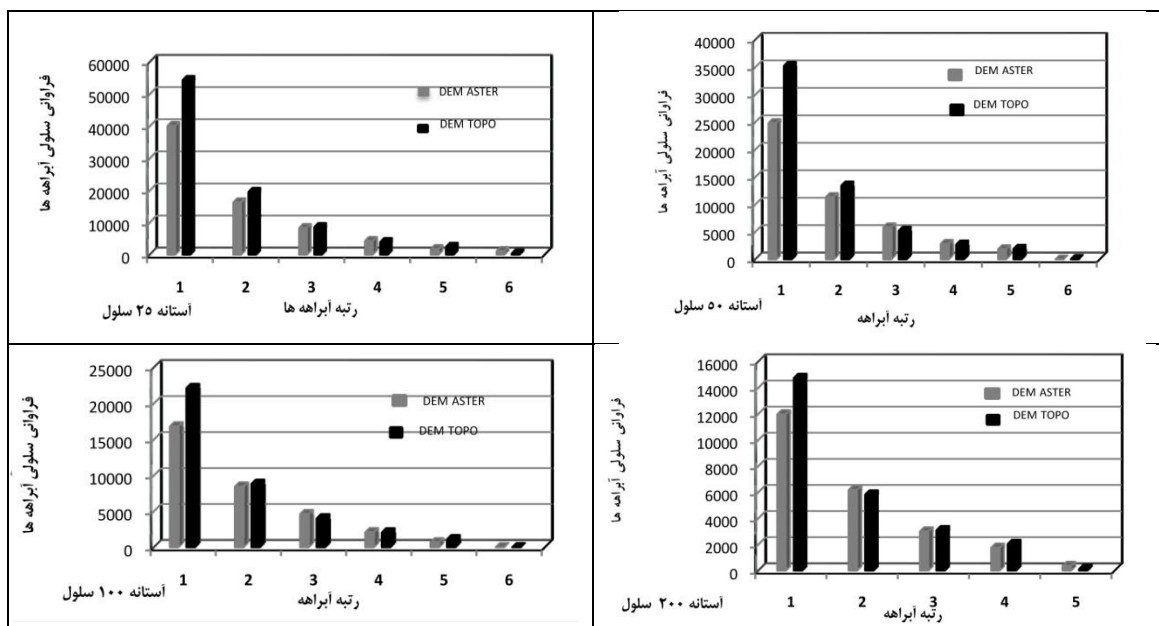 فراوانی سلولی آبراهه ها
60000
50000
40000
30000
20000
10000
0
DEM ASTER
DEM TOPO
1 2 3 4 5 6
رتبه آبراهه ها
آستانه ۲۵ سلول
فراوانی سلولی آبراهه ها
40000
35000
30000
25000
20000
15000
10000
5000
0
DEM ASTER
DEM TOPO
1 2 3 4 5 6
رتبه آبراهه
آستانه ۵۰ سلول
فراوانی سلولی آبراهه ها
25000
20000
15000
10000
5000
0
DEM ASTER
DEM TOPO
1 2 3 4 5 6
رتبه آبراهه
آستانه ۱۰۰ سلول
فراوانی سلولی آبراهه ها
16000
14000
12000
10000
8000
6000
4000
2000
0
DEM ASTER
DEM TOPO
1 2 3 4 5
رتبه آبراهه
آستانه ۲۰۰ سلول